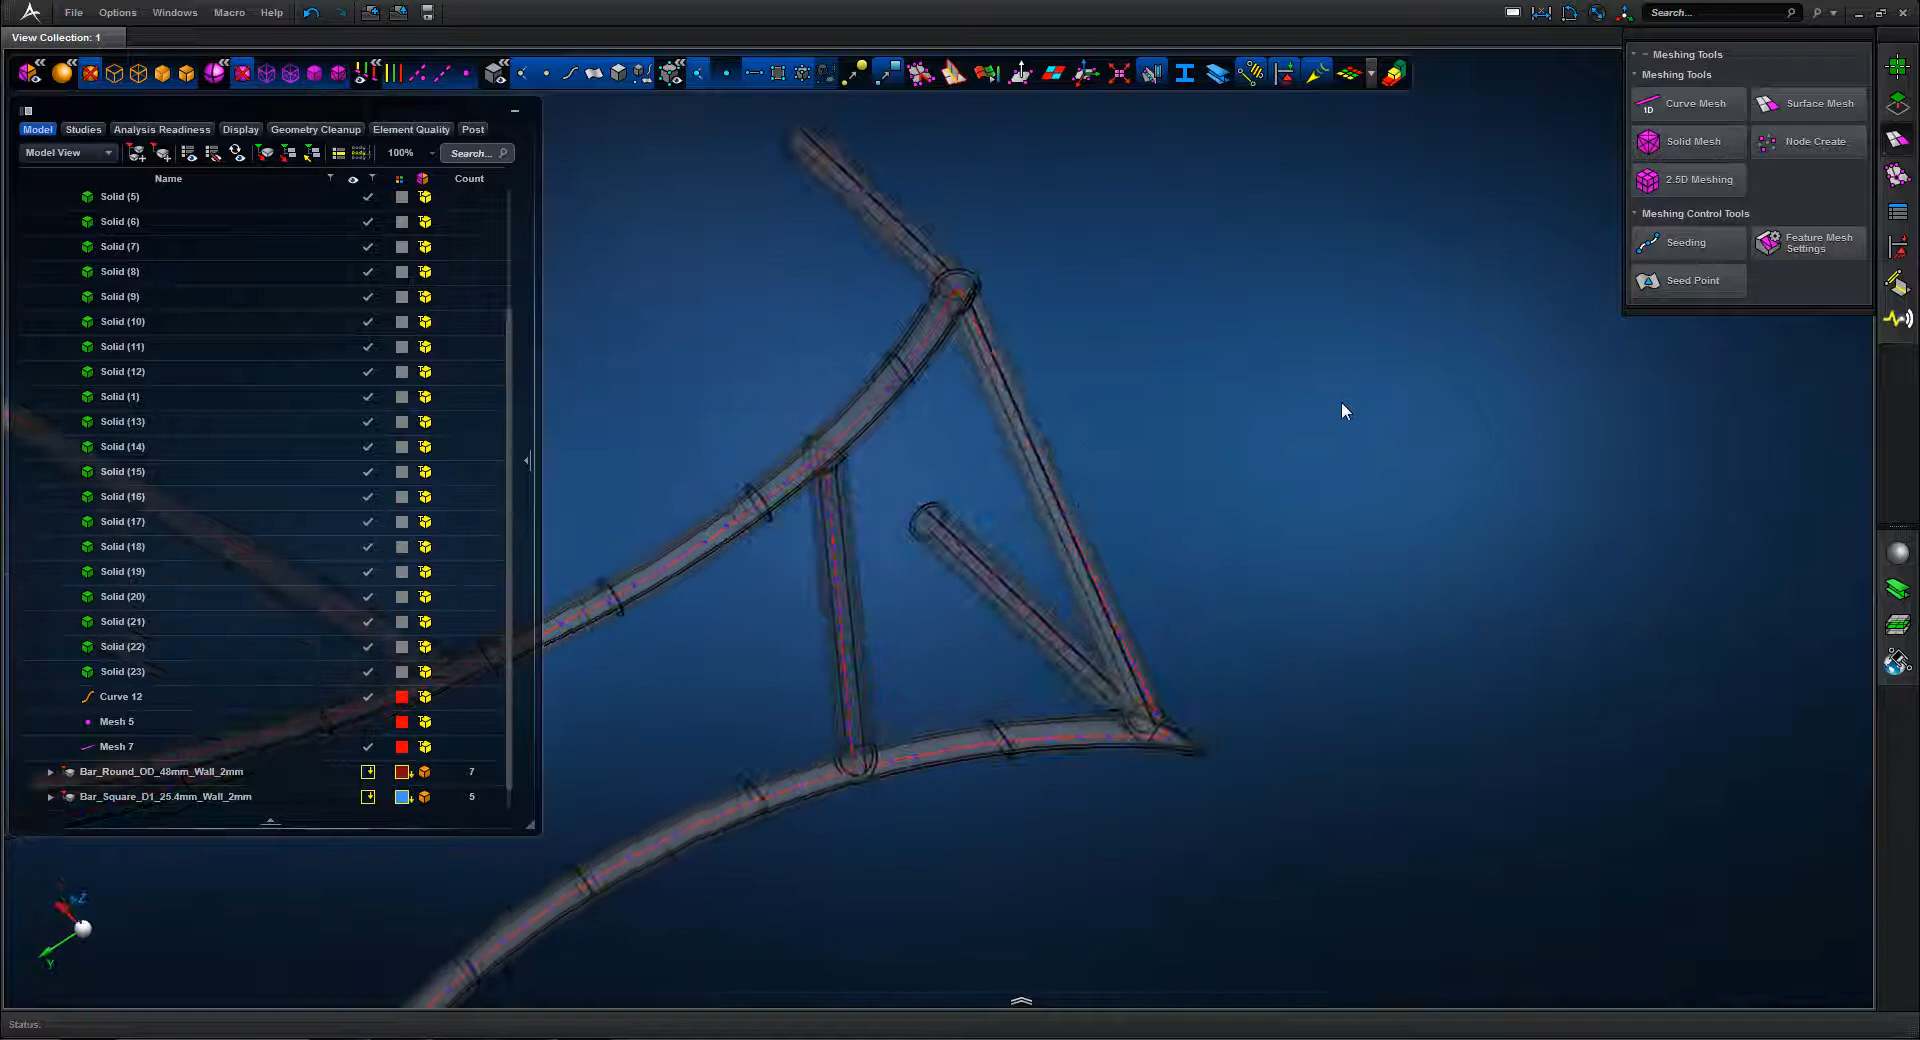 File Options Windows Macro Help
Search...
View Collection: 1
Meshing Tools
Meshing Tools
Curve Mesh
1D
Surface Mesh
Solid Mesh
Node Create
2.5D Meshing
Meshing Control Tools
Seeding
Feature Mesh
Settings
Seed Point
Model Studies Analysis Readiness Display Geometry Cleanup Element Quality Post
Model View
100%
Search...
Name
Count
Solid (5)
Solid (6)
Solid (7)
Solid (8)
Solid (9)
Solid (10)
Solid (11)
Solid (12)
Solid (1)
Solid (13)
Solid (14)
Solid (15)
Solid (16)
Solid (17)
Solid (18)
Solid (19)
Solid (20)
Solid (21)
Solid (22)
Solid (23)
Curve 12
Mesh 5
Mesh 7
Bar_Round_OD_48mm_Wall_2mm 7
Bar_Square_D1_25.4mm_Wall_2mm 5
Z
Y
Status: